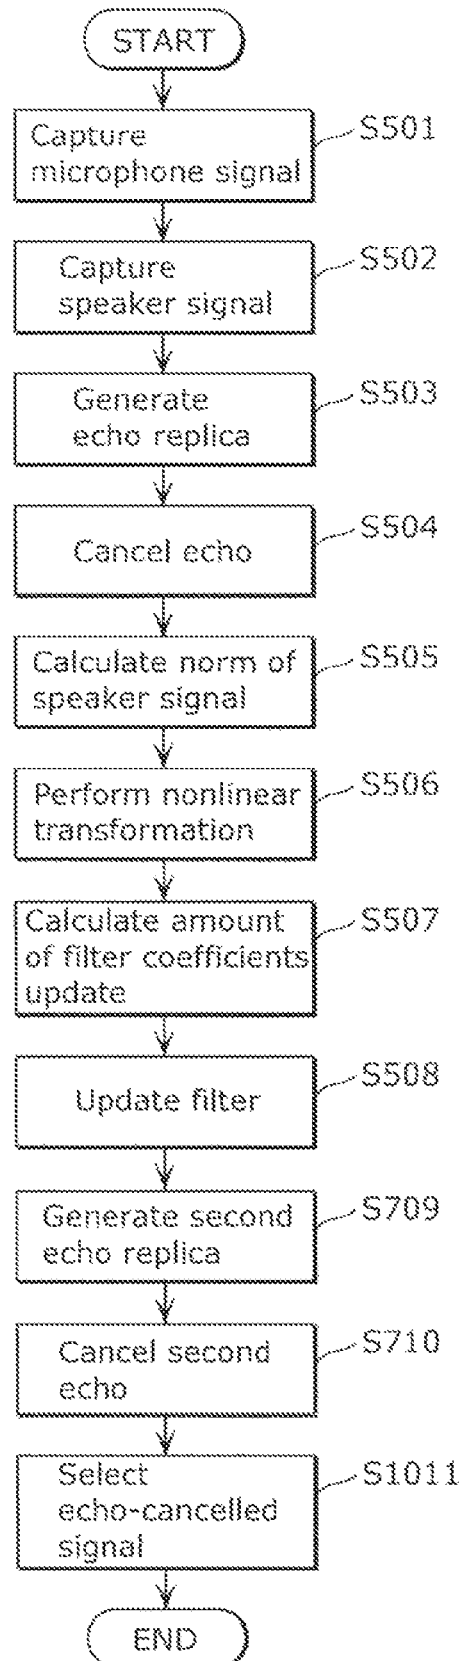 START
Capture
microphone signal
S501
Capture
speaker signal
S502
Generate
echo replica
S503
Cancel echo
S504
Calculate norm of
speaker signal
S505
Perform nonlinear
transformation
S506
Calculate amount
of filter coefficients
update
S507
Update filter
S508
Generate second
echo replica
S709
Cancel second
echo
S710
Select
echo-cancelled
signal
S1011
END